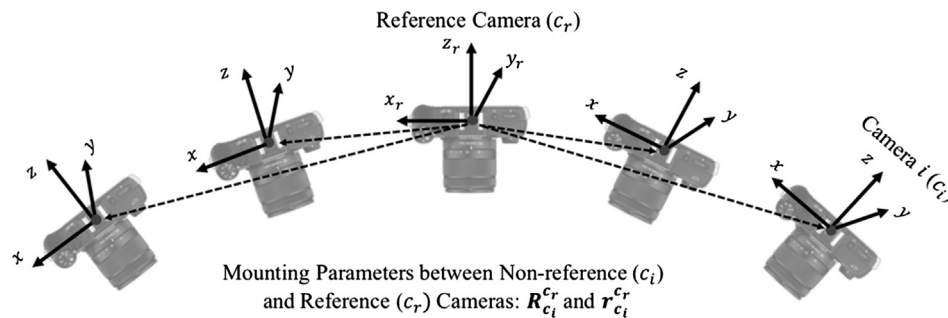 Reference Camera (c_r)
z_r
y_r
x_r
z
y
x
z
y
x
z
x
y
Camera i (c_i)
z
x
y
Mounting Parameters between Non-reference (c_i)
and Reference (c_r) Cameras: R_{c_i}^{c_r} and r_{c_i}^{c_r}